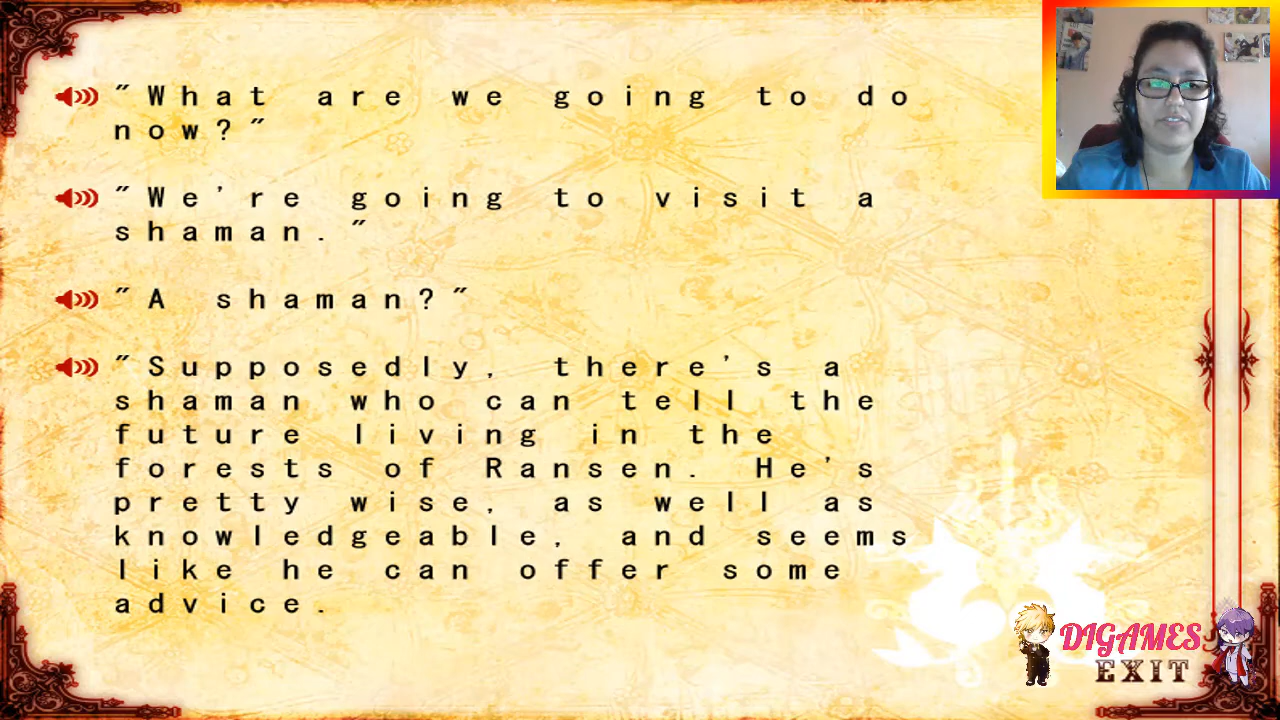 "What are we going to do
now?"
"We're going to visit a
shaman."
"A shaman?"
"Supposedly, there's a
shaman who can tell the
future living in the
forests of Ransen. He's
pretty wise, as well as
knowledgeable, and seems
like he can offer some
advice.
DIGAMES
EXIT